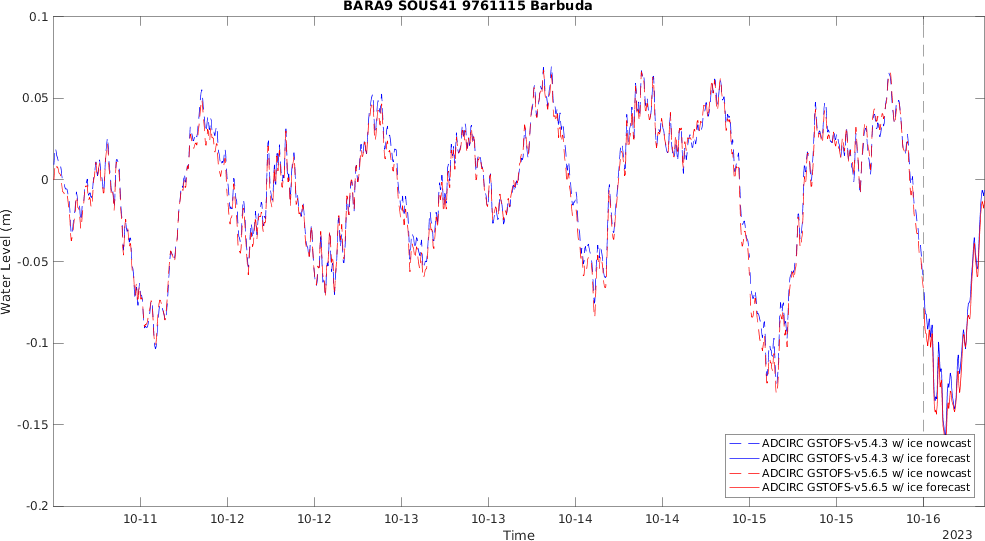 BARA9 SOUS41 9761115 Barbuda
Water Level (m)
0.1
0.05
0
-0.05
-0.1
-0.15
-0.2
10-11
10-12
10-12
10-13
10-13
10-14
10-14
10-15
10-15
10-16
Time
2023
ADCIRC GSTOFS-v5.4.3 w/ ice nowcast
ADCIRC GSTOFS-v5.4.3 w/ ice forecast
ADCIRC GSTOFS-v5.6.5 w/ ice nowcast
ADCIRC GSTOFS-v5.6.5 w/ ice forecast